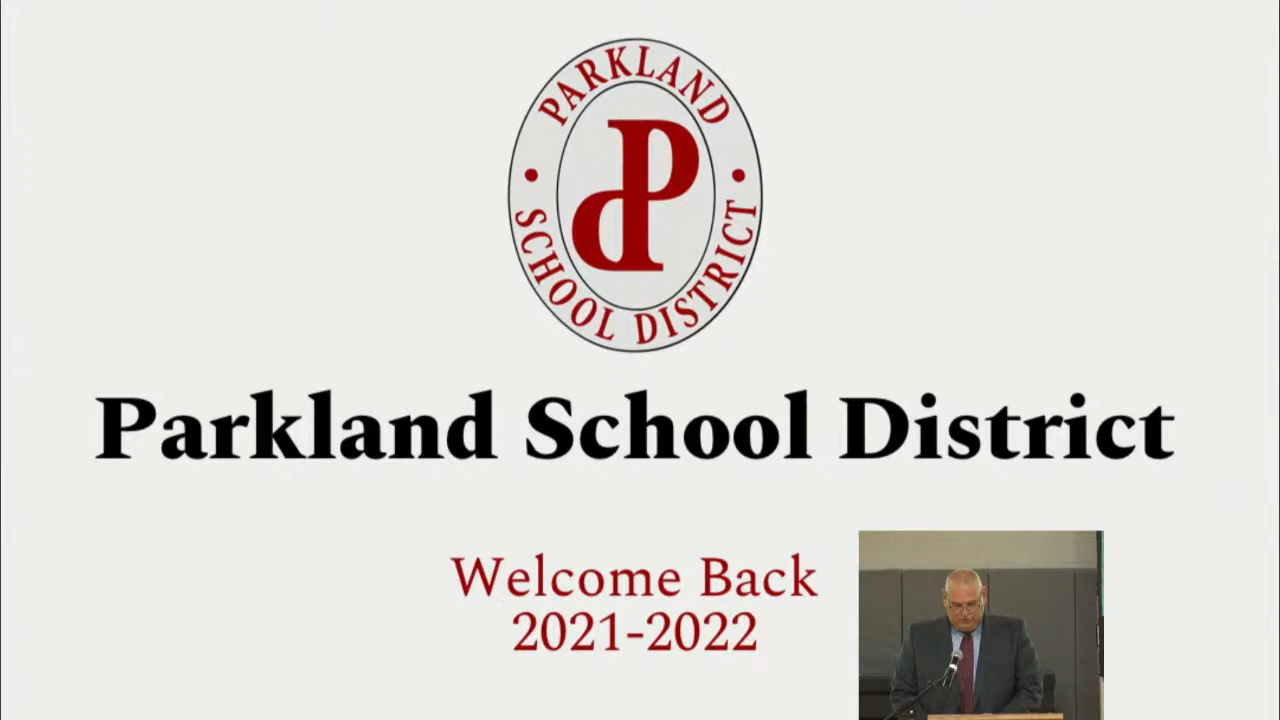 PARKLAND
SCHOOL DISTRICT
Parkland School District
Welcome Back
2021-2022